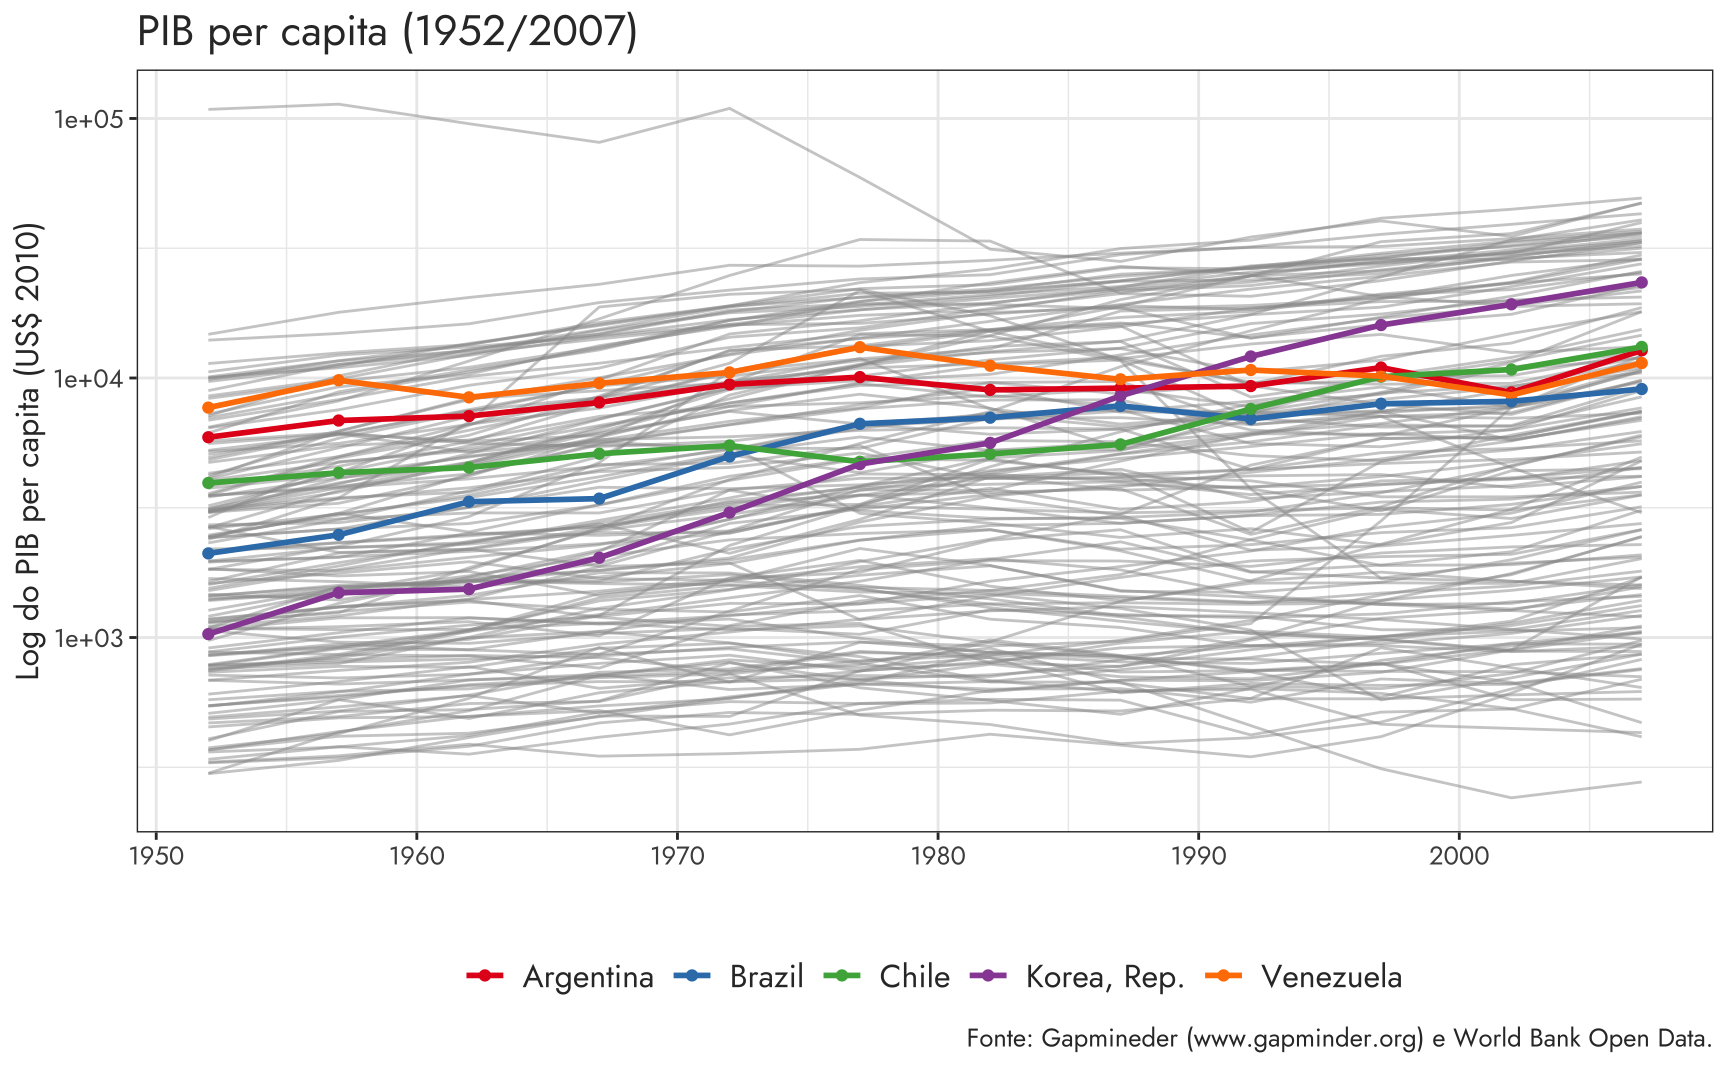 PIB per capita (1952/2007)
Log do PIB per capita (US$ 2010)
1e+05
1e+04
1e+03
1950 1960 1970 1980 1990 2000
Argentina Brazil Chile Korea, Rep. Venezuela
Fonte: Gapmineder (www.gapminder.org) e World Bank Open Data.